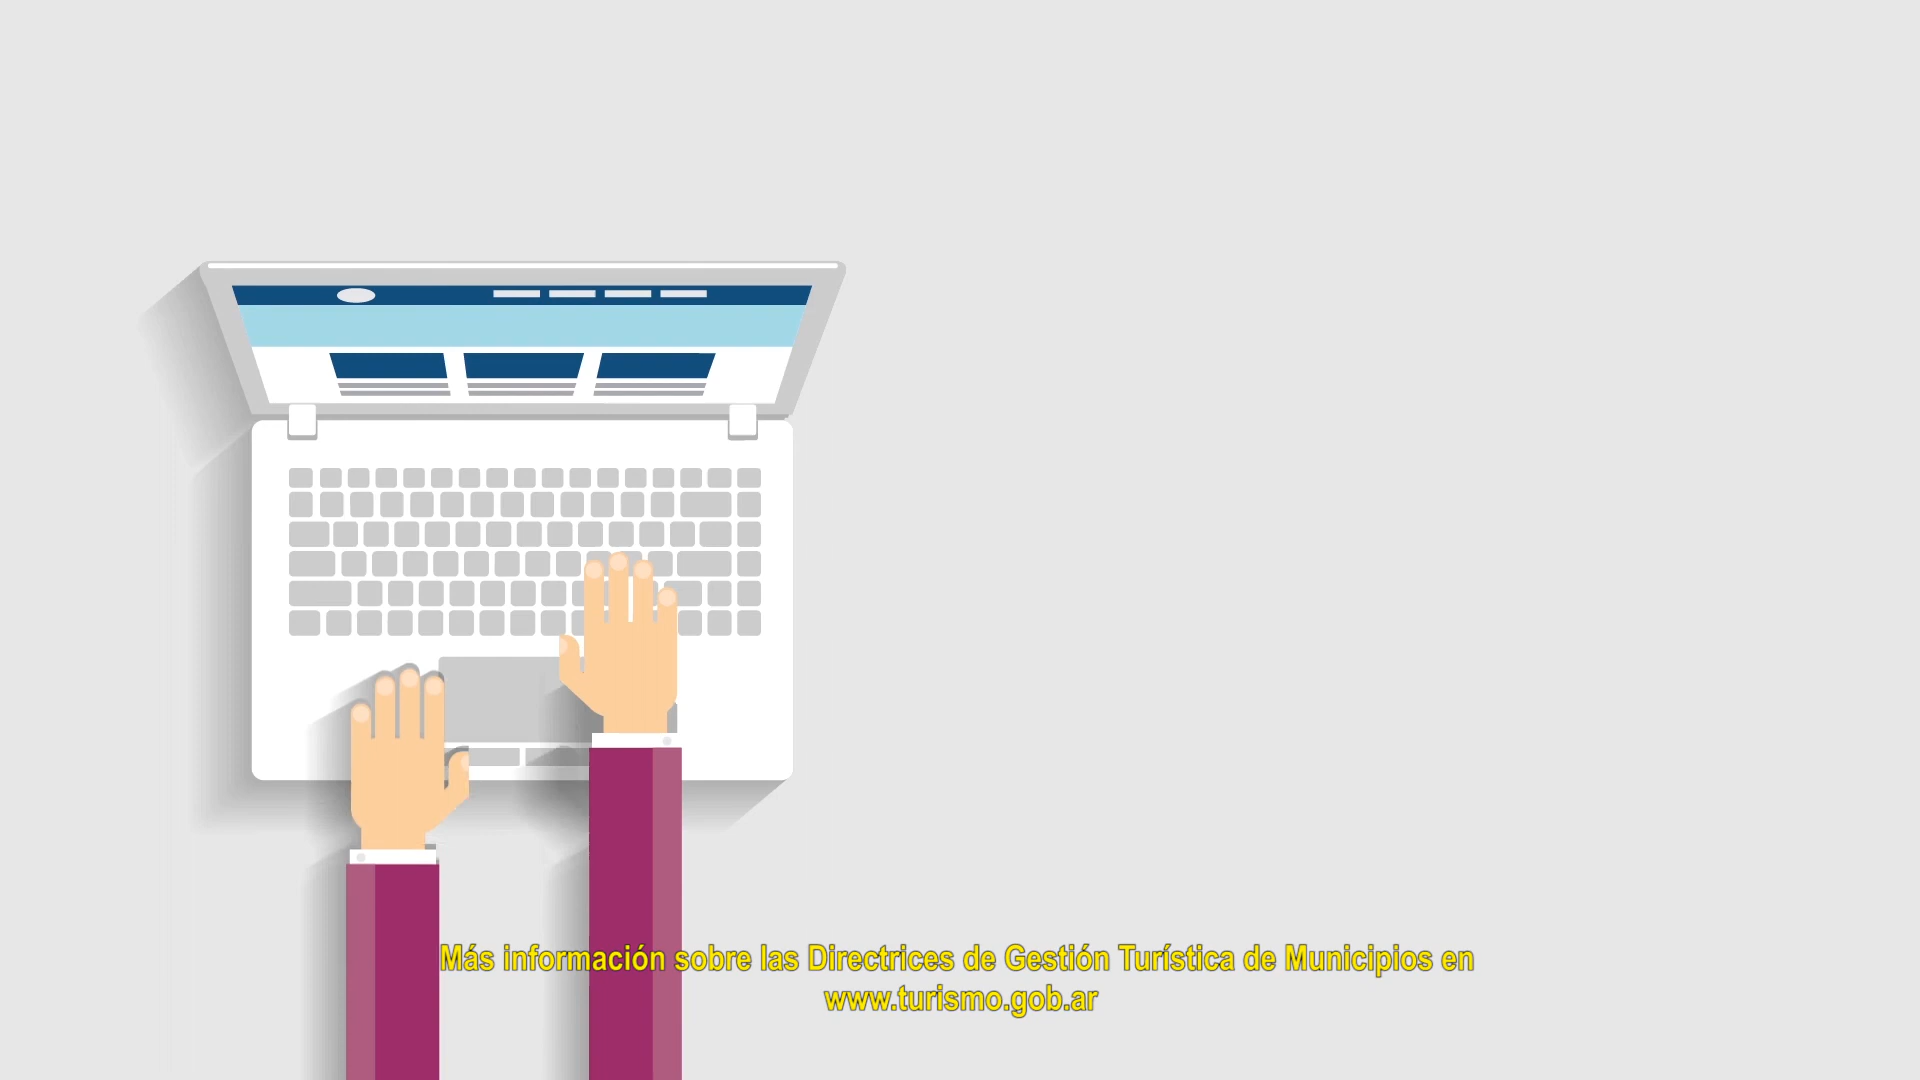 Más información sobre las Directrices de Gestión Turística de Municipios en
www.turismo.gob.ar